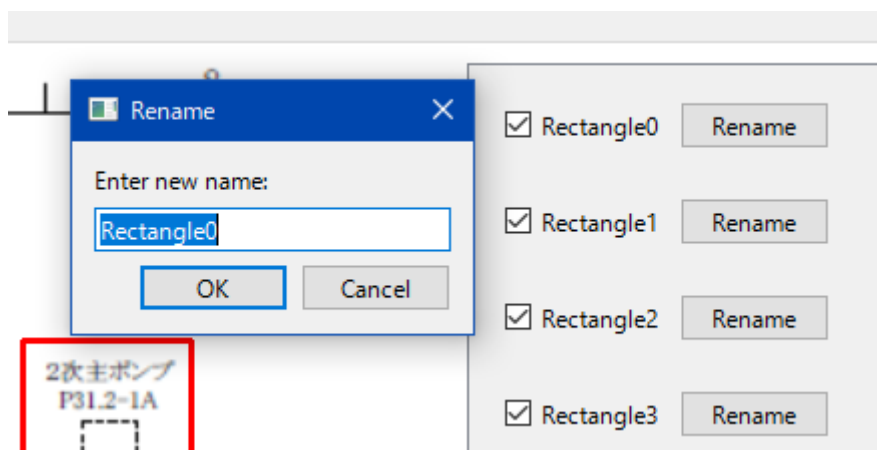 Rename
Enter new name:
Rectangle0
OK Cancel
2次主ポンプ
P31.2-1A
Rectangle0 Rename
Rectangle1 Rename
Rectangle2 Rename
Rectangle3 Rename